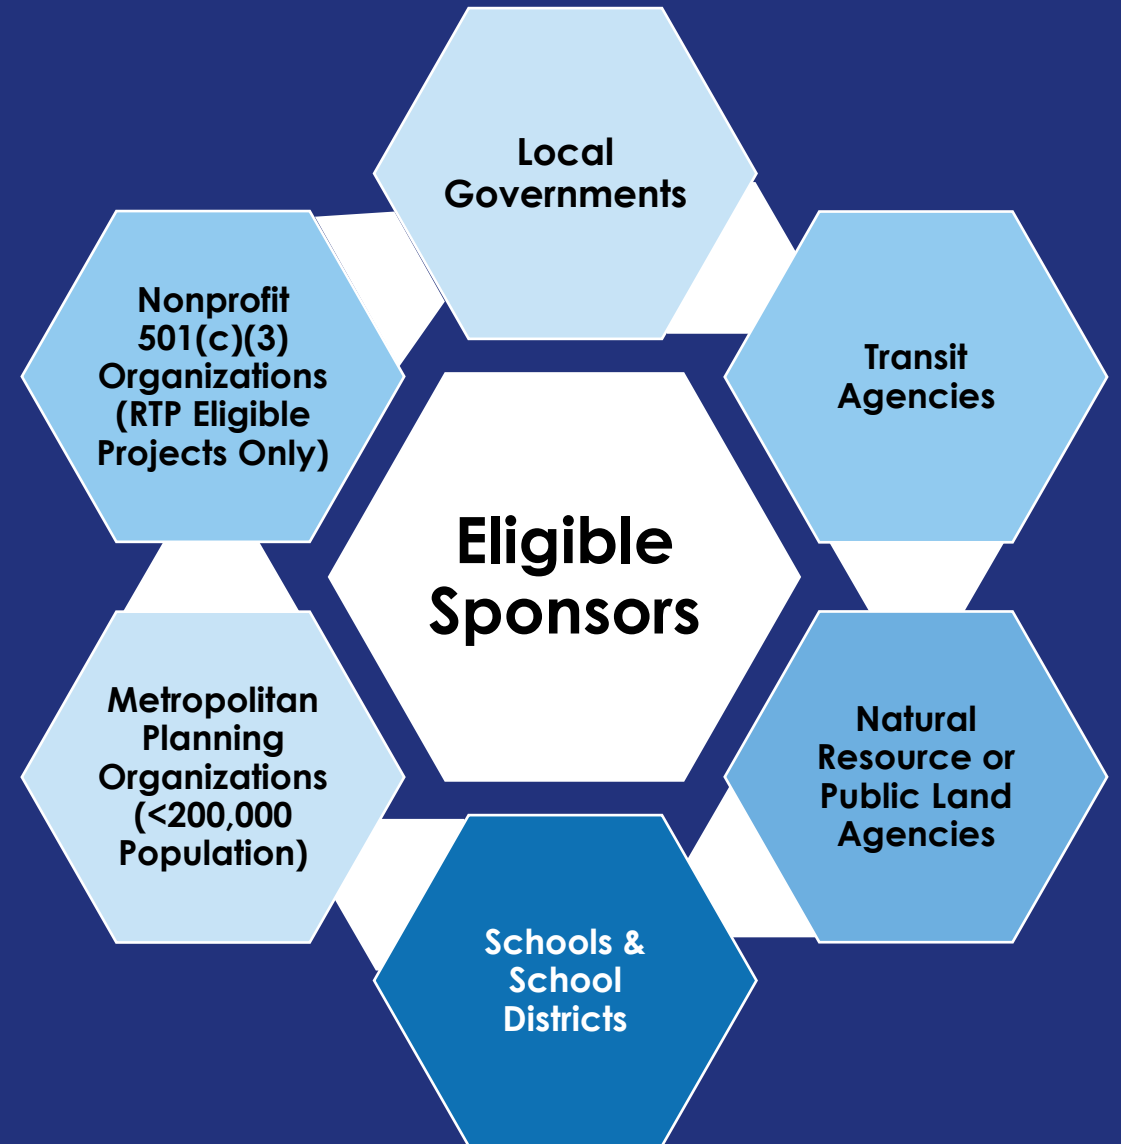 Local
Governments
Nonprofit
501(c)(3)
Organizations
(RTP Eligible
Projects Only)
Transit
Agencies
Eligible
Sponsors
Metropolitan
Planning
Organizations
(<200,000
Population)
Natural
Resource or
Public Land
Agencies
Schools &
School
Districts